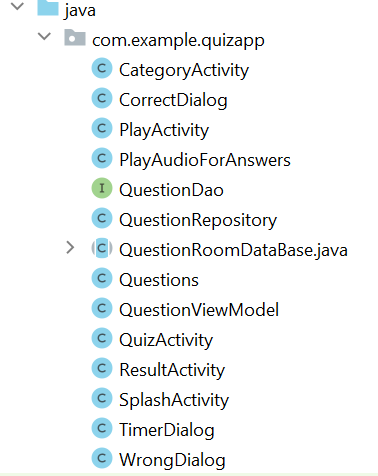 java
com.example.quizapp
C CategoryActivity
C CorrectDialog
C PlayActivity
C PlayAudioForAnswers
I QuestionDao
C QuestionRepository
C QuestionRoomDataBase.java
C Questions
C QuestionViewModel
C QuizActivity
C ResultActivity
C SplashActivity
C TimerDialog
C WrongDialog